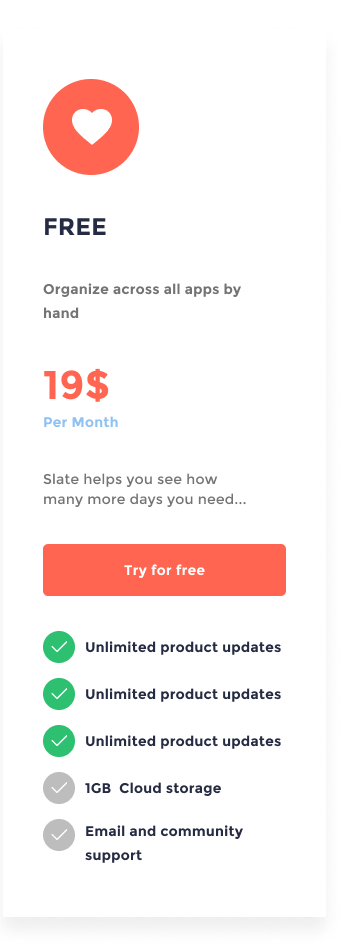 FREE
Organize across all apps by
hand
19$
Per Month
Slate helps you see how
many more days you need...
Try for free
Unlimited product updates
Unlimited product updates
Unlimited product updates
1GB  Cloud storage
Email and community
support